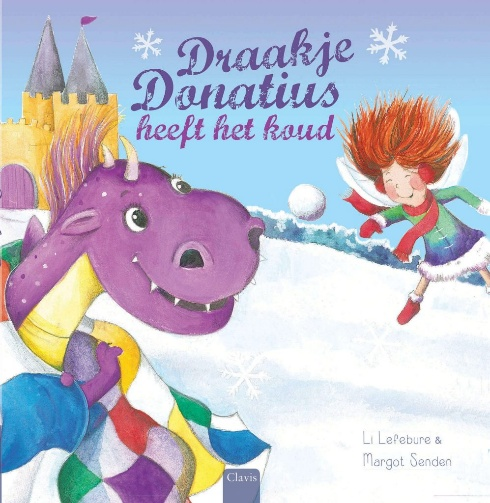 Draakje
Donatius
heeft het koud
Li Lefebure &
Margot Senden
Clavis